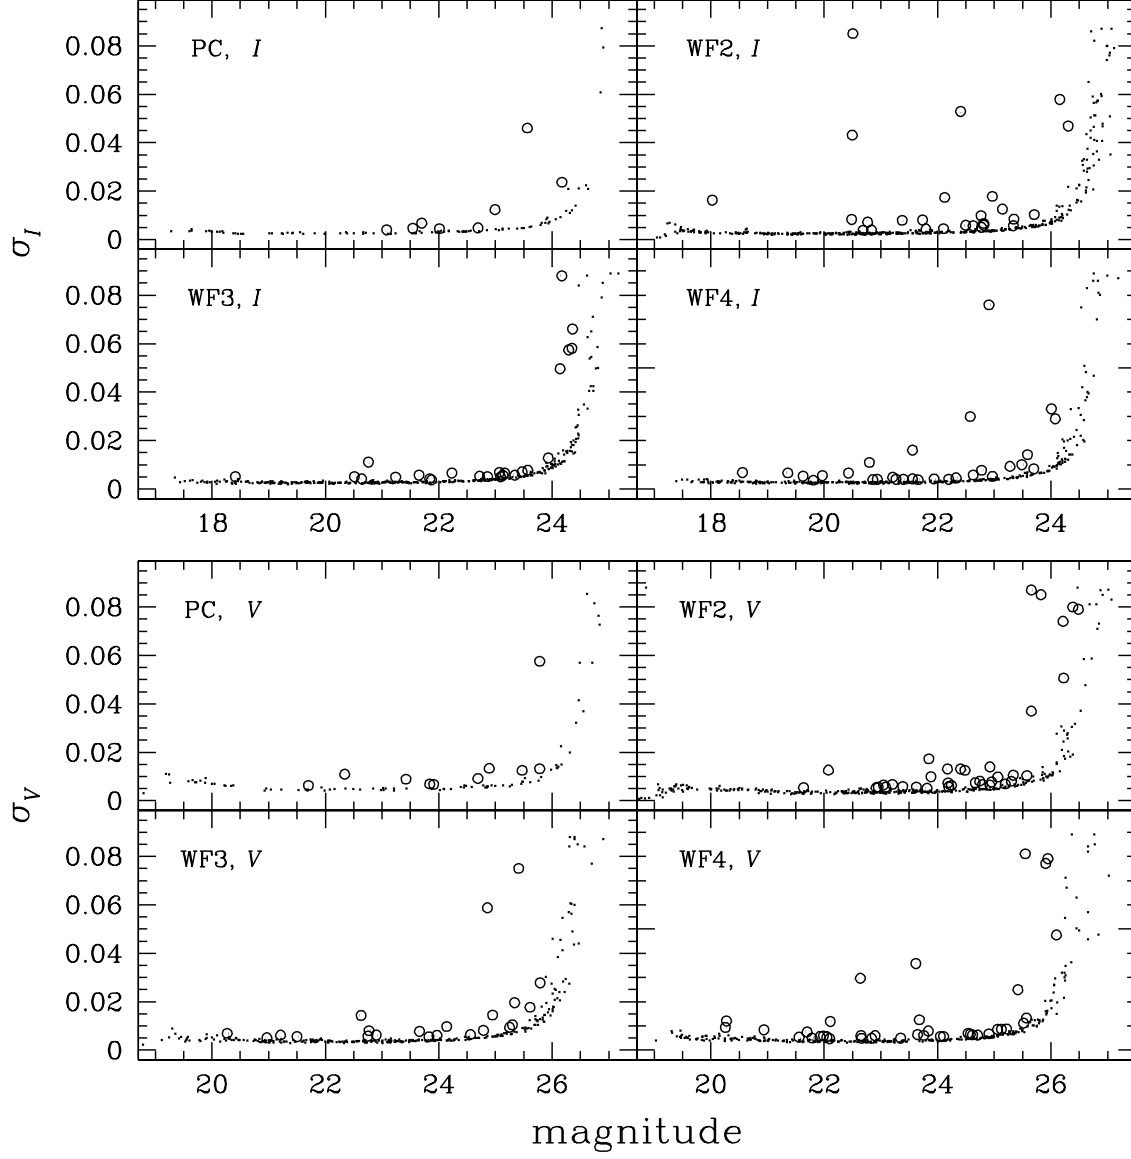 PC, I
WF2, I
0.08
0.06
0.04
0.02
0
σI
WF3, I
WF4, I
0.08
0.06
0.04
0.02
0
18 20 22 24 18 20 22 24
PC, V
WF2, V
0.08
0.06
0.04
0.02
0
σV
WF3, V
WF4, V
0.08
0.06
0.04
0.02
0
20 22 24 26 20 22 24 26
magnitude